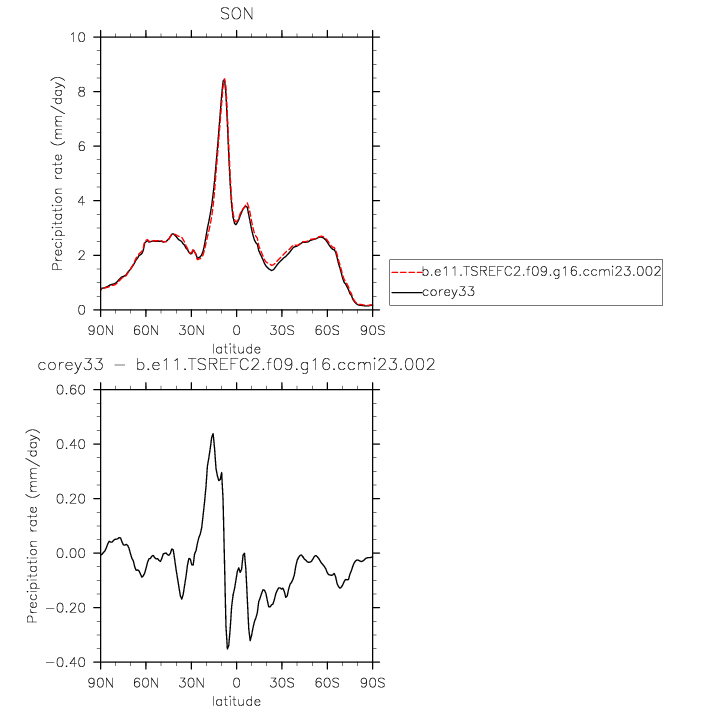 SON
Precipitation rate (mm/day)
10
8
6
4
2
0
90N 60N 30N 0 30S 60S 90S
latitude
b.e11.TSREFC2.f09.g16.ccmi23.002
corey33
corey33 − b.e11.TSREFC2.f09.g16.ccmi23.002
Precipitation rate (mm/day)
0.60
0.40
0.20
0.00
−0.20
−0.40
90N 60N 30N 0 30S 60S 90S
latitude